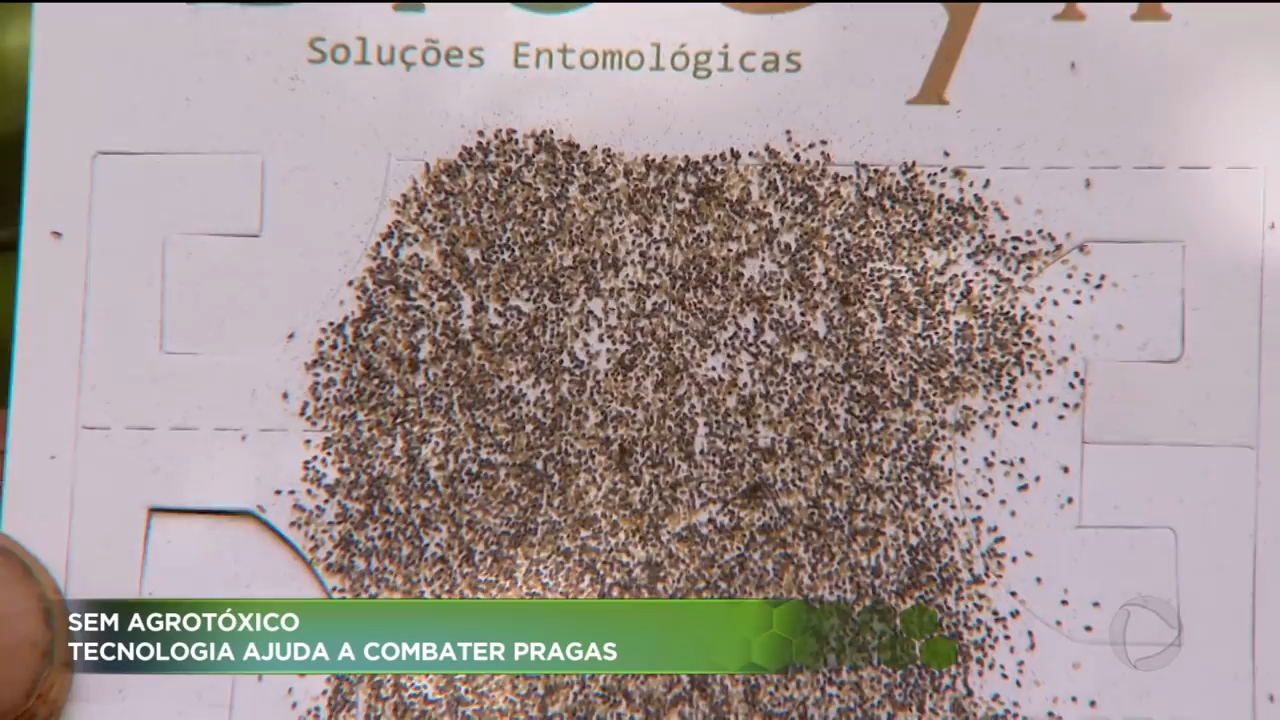 Soluções Entomológicas
SEM AGROTÓXICO
TECNOLOGIA AJUDA A COMBATER PRAGAS